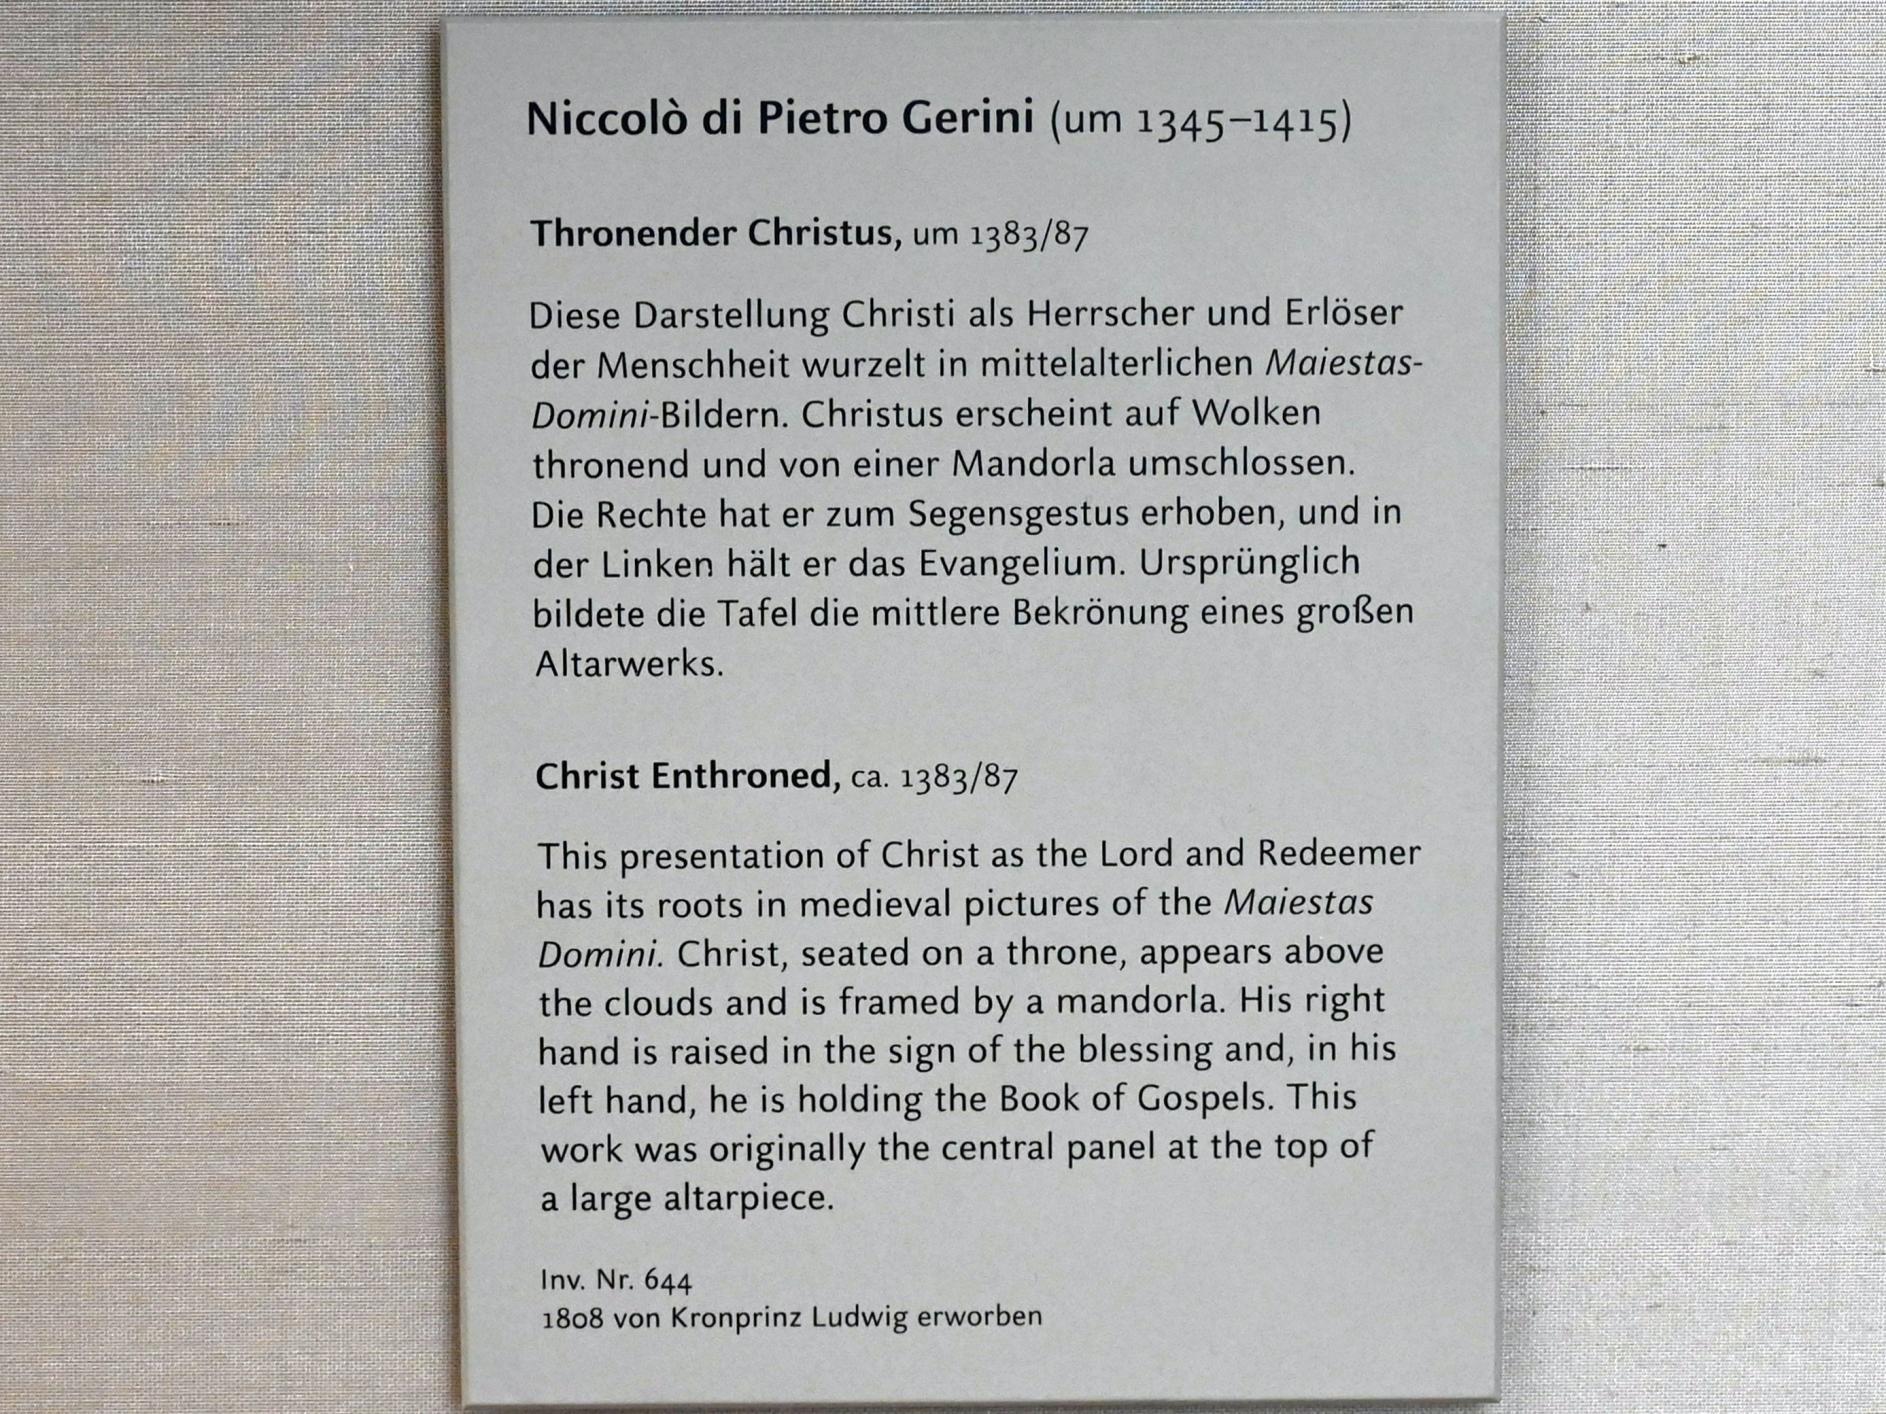 Niccolò di Pietro Gerini (um 1345–1415)
Thronender Christus, um 1383/87
Diese Darstellung Christi als Herrscher und Erlöser
der Menschheit wurzelt in mittelalterlichen Maiestas-
Domini-Bildern. Christus erscheint auf Wolken
thronend und von einer Mandorla umschlossen.
Die Rechte hat er zum Segensgestus erhoben, und in
der Linken hält er das Evangelium. Ursprünglich
bildete die Tafel die mittlere Bekrönung eines großen
Altarwerks.
Christ Enthroned, ca. 1383/87
This presentation of Christ as the Lord and Redeemer
has its roots in medieval pictures of the Maiestas
Domini. Christ, seated on a throne, appears above
the clouds and is framed by a mandorla. His right
hand is raised in the sign of the blessing and, in his
left hand, he is holding the Book of Gospels. This
work was originally the central panel at the top of
a large altarpiece.
Inv. Nr. 644
1808 von Kronprinz Ludwig erworben